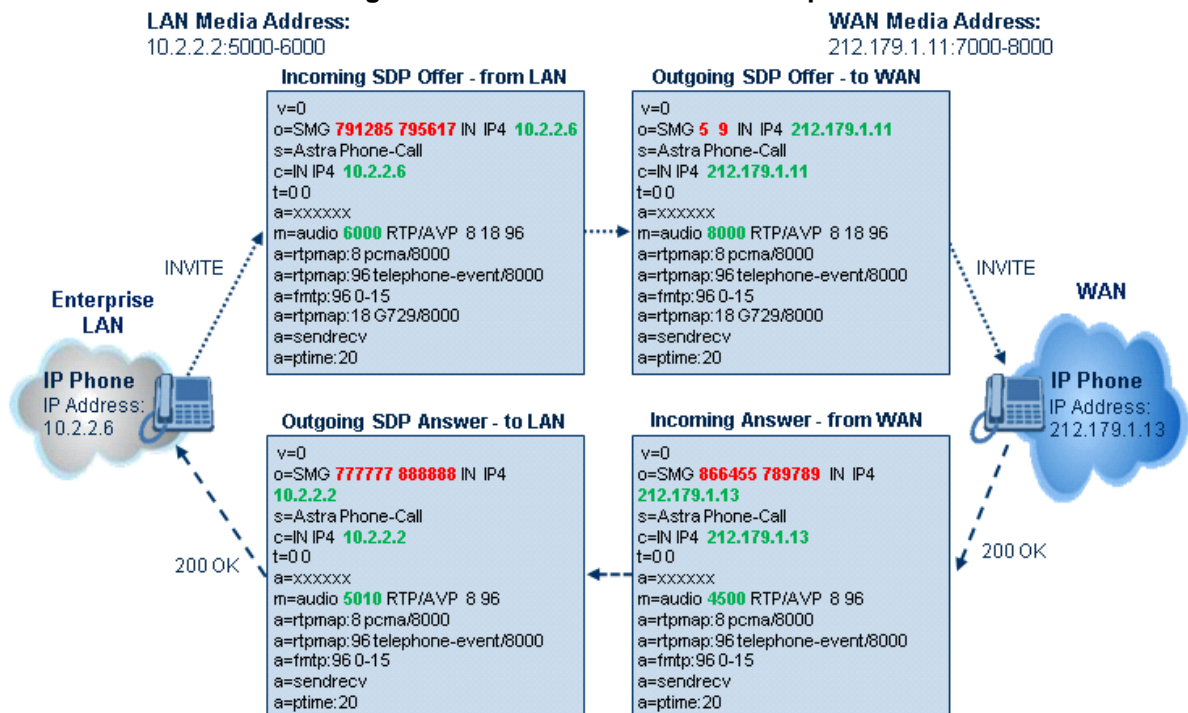 LAN Media Address:
10.2.2.2:5000-6000
WAN Media Address:
212.179.1.11:7000-8000
Incoming SDP Offer - from LAN
v=0
o=SMG 791285 795617 IN IP4 10.2.2.6
s=Astra Phone-Call
c=IN IP4 10.2.2.6
t=0 0
a=xxxxxx
m=audio 6000 RTP/AVP 8 18 96
a=rtpmap:8 pcma/8000
a=rtpmap:96 telephone-event/8000
a=fmtp:96 0-15
a=rtpmap:18 G729/8000
a=sendrecv
a=ptime:20
Outgoing SDP Offer - to WAN
v=0
o=SMG 5 9 IN IP4 212.179.1.11
s=Astra Phone-Call
c=IN IP4 212.179.1.11
t=0 0
a=xxxxxx
m=audio 8000 RTP/AVP 8 18 96
a=rtpmap:8 pcma/8000
a=rtpmap:96 telephone-event/8000
a=fmtp:96 0-15
a=rtpmap:18 G729/8000
a=sendrecv
a=ptime:20
INVITE
INVITE
Enterprise
LAN
IP Phone
IP Address:
10.2.2.6
WAN
IP Phone
IP Address:
212.179.1.13
Outgoing SDP Answer - to LAN
v=0
o=SMG 777777 888888 IN IP4
10.2.2.2
s=Astra Phone-Call
c=IN IP4 10.2.2.2
t=0 0
a=xxxxxx
m=audio 5010 RTP/AVP 8 96
a=rtpmap:8 pcma/8000
a=rtpmap:96 telephone-event/8000
a=fmtp:96 0-15
a=sendrecv
a=ptime:20
Incoming Answer - from WAN
v=0
o=SMG 866455 789789 IN IP4
212.179.1.13
s=Astra Phone-Call
c=IN IP4 212.179.1.13
t=0 0
a=xxxxxx
m=audio 4500 RTP/AVP 8 96
a=rtpmap:8 pcma/8000
a=rtpmap:96 telephone-event/8000
a=fmtp:96 0-15
a=sendrecv
a=ptime:20
200 OK
200 OK